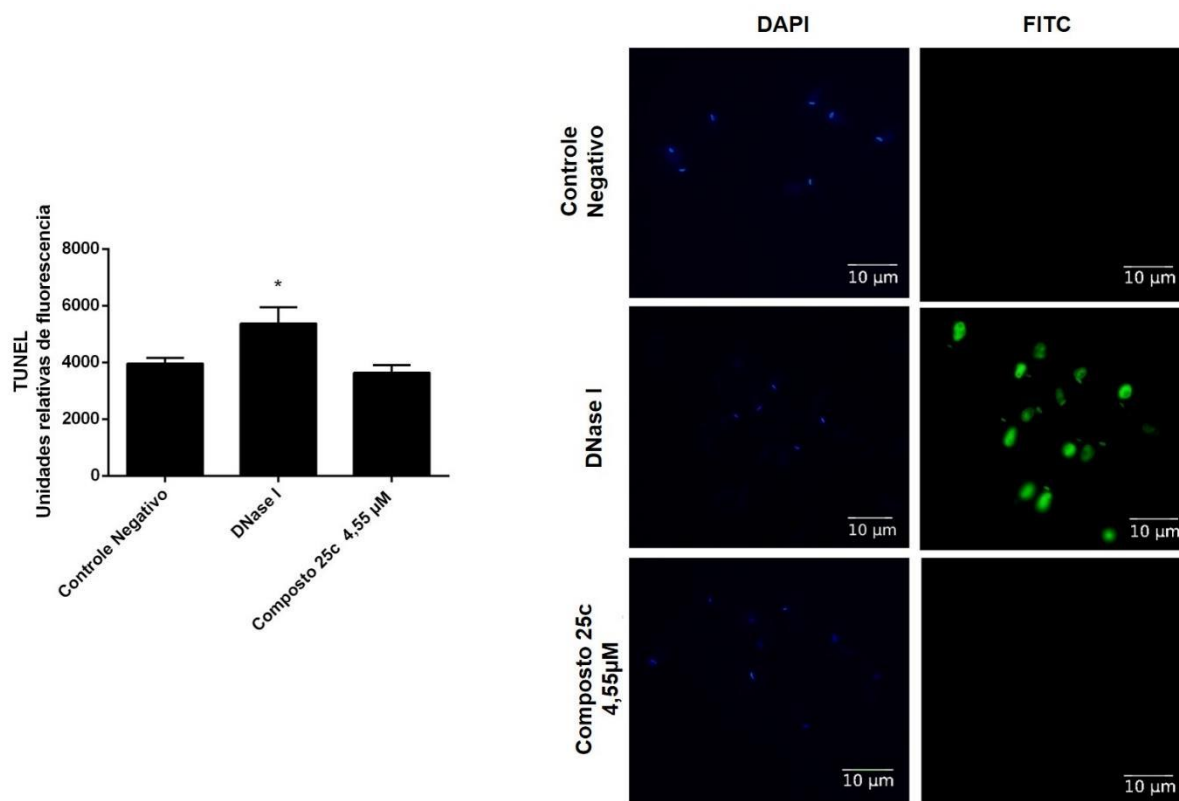 TUNEL
Unidades relativas de fluorescencia
8000
6000
4000
2000
0
*
Controle Negativo
DNase I
Composto 25c 4,55 µM
DAPI
FITC
Controle
Negativo
10 µm
10 µm
DNase I
10 µm
10 µm
Composto 25c
4,55µM
10 µm
10 µm